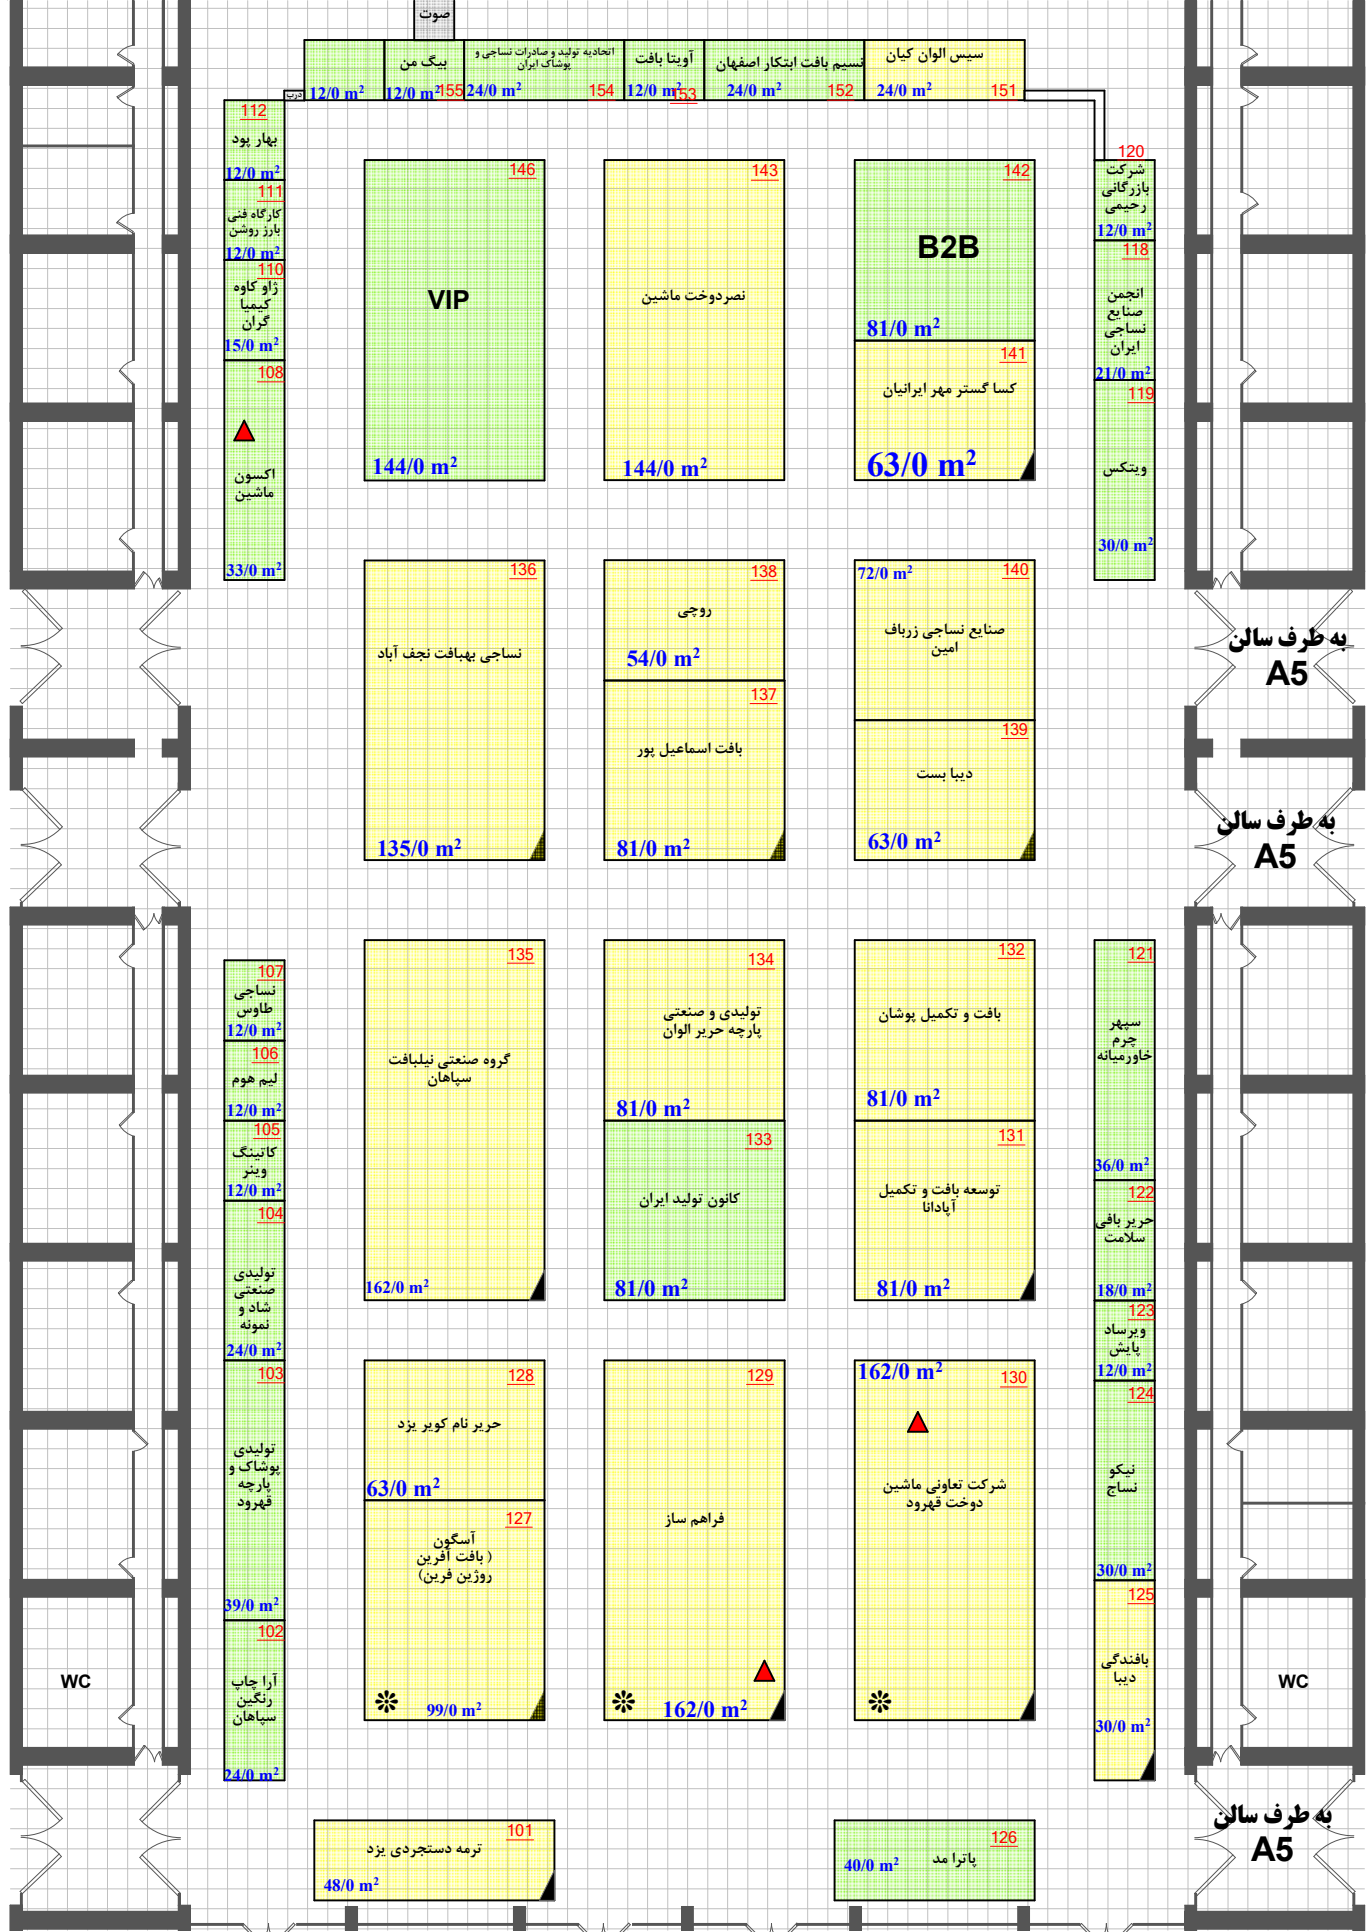 صوت
12/0 m²
بیگ من
12/0 m²
155
اتحادیه تولید و صادرات نساجی و
پوشاک ایران
24/0 m²
154
آویتا بافت
12/0 m²
153
نسیم بافت ابتکار اصفهان
24/0 m²
152
سیس الوان کیان
24/0 m²
151
درب
112
بهار پود
12/0 m²
111
کارگاه فنی
بارز روشن
12/0 m²
110
ژاو کاوه
کیمیا
گران
15/0 m²
108
اکسون
ماشین
33/0 m²
146
VIP
144/0 m²
143
نصردوخت ماشین
144/0 m²
142
B2B
81/0 m²
141
کسا گستر مهر ایرانیان
63/0 m²
120
شرکت
بازرگانی
رحیمی
12/0 m²
118
انجمن
صنایع
نساجی
ایران
21/0 m²
119
ویتکس
30/0 m²
136
نساجی بهبافت نجف آباد
135/0 m²
138
روچی
54/0 m²
137
بافت اسماعیل پور
81/0 m²
72/0 m²
140
صنایع نساجی زرباف
امین
139
دیبا بست
63/0 m²
به طرف سالن
A5
به طرف سالن
A5
107
نساجی
طاوس
12/0 m²
106
لیم هوم
12/0 m²
105
کاتینگ
وینر
12/0 m²
104
تولیدی
صنعتی
شاد و
نمونه
24/0 m²
103
تولیدی
پوشاک و
پارچه
قهرود
39/0 m²
102
آرا چاپ
رنگین
سپاهان
24/0 m²
135
گروه صنعتی نیلبافت
سپاهان
162/0 m²
134
تولیدی و صنعتی
پارچه حریر الوان
81/0 m²
133
کانون تولید ایران
81/0 m²
132
بافت و تکمیل پوشان
81/0 m²
131
توسعه بافت و تکمیل
آپادانا
81/0 m²
121
سپهر
چرم
خاورمیانه
36/0 m²
122
حریر بافی
سلامت
18/0 m²
123
ویرساد
پایش
12/0 m²
124
نیکو
نساج
30/0 m²
125
بافندگی
دیبا
30/0 m²
128
حریر نام کویر یزد
63/0 m²
127
آسگون
( بافت آفرین
روژین فرین)
99/0 m²
129
فراهم ساز
162/0 m²
162/0 m²
130
شرکت تعاونی ماشین
دوخت قهرود
WC
WC
101
ترمه دستجردی یزد
48/0 m²
126
پاترا مد
40/0 m²
به طرف سالن
A5